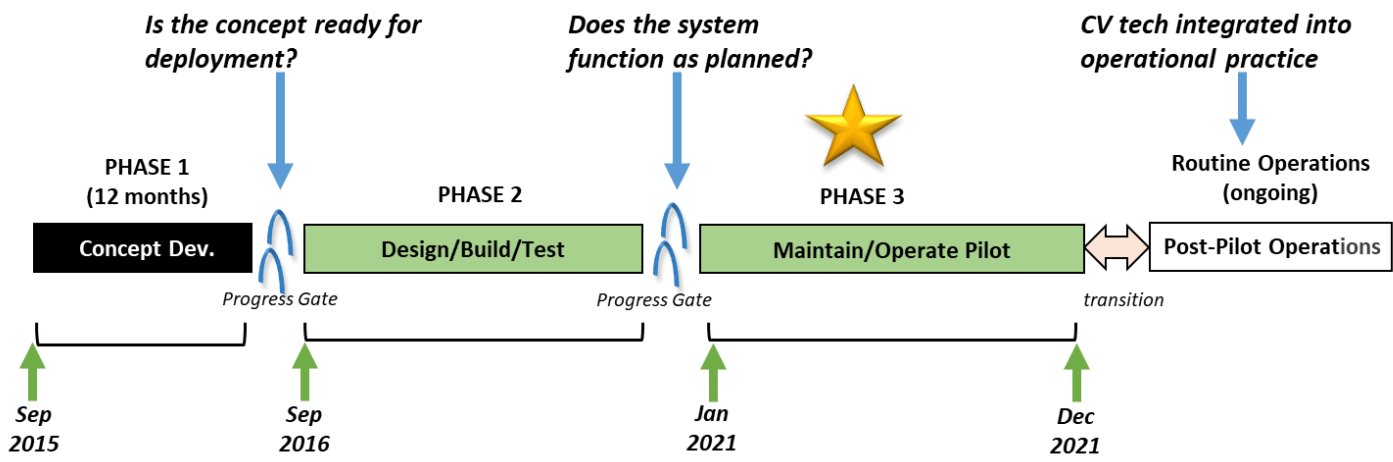 Is the concept ready for
deployment?
Does the system
function as planned?
CV tech integrated into
operational practice
PHASE 1
(12 months)
PHASE 2
PHASE 3
Routine Operations
(ongoing)
Concept Dev.
Design/Build/Test
Maintain/Operate Pilot
Post-Pilot Operations
Progress Gate
Progress Gate
transition
Sep
2015
Sep
2016
Jan
2021
Dec
2021